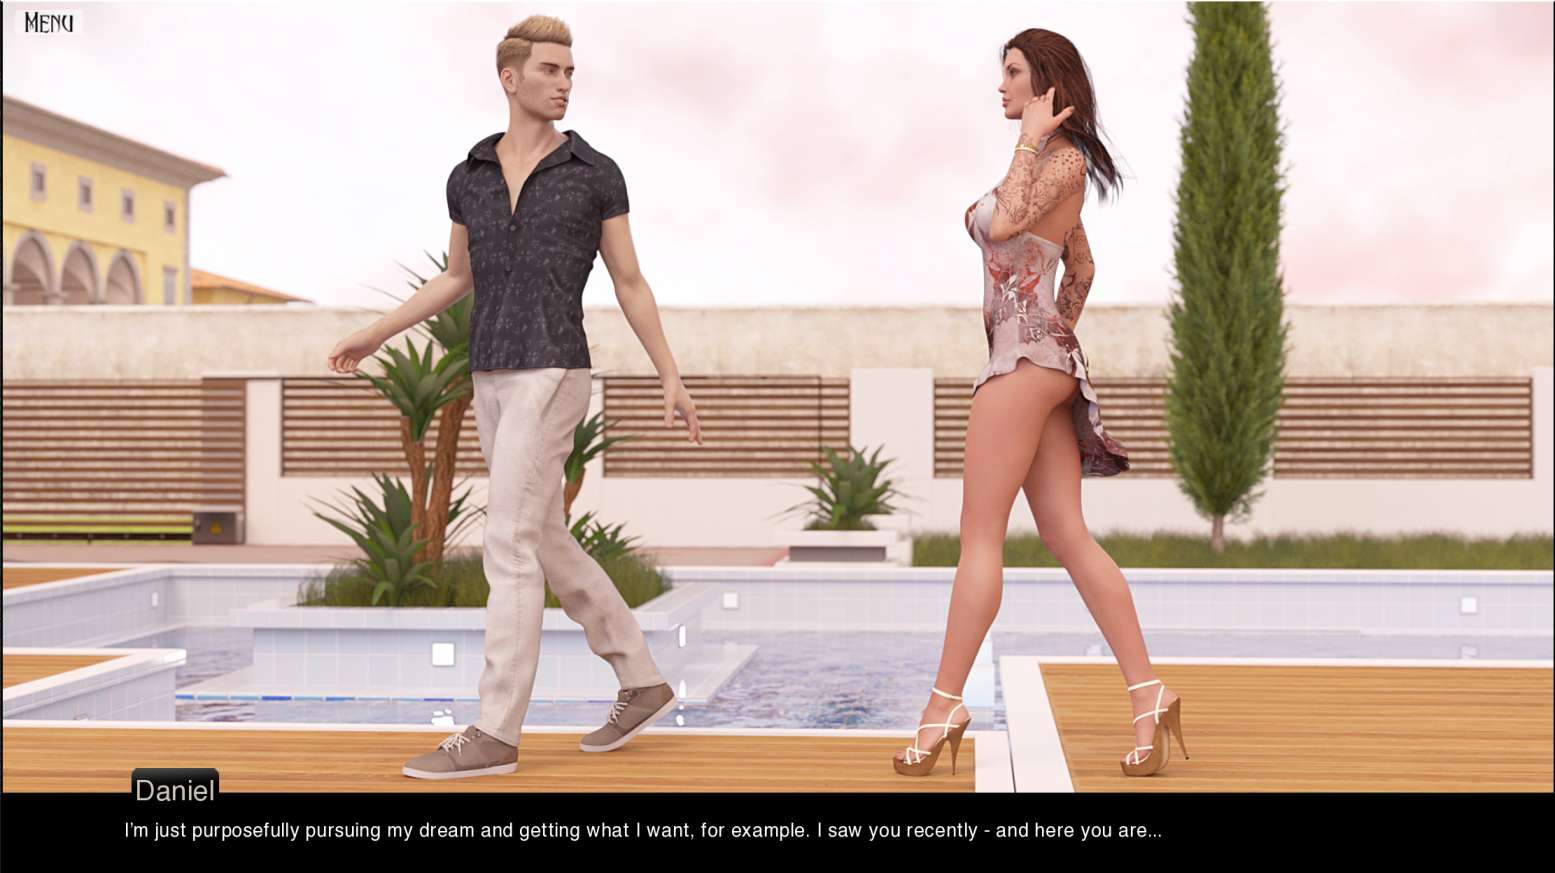 Menu
Daniel
I'm just purposefully pursuing my dream and getting what I want, for example. I saw you recently - and here you are...